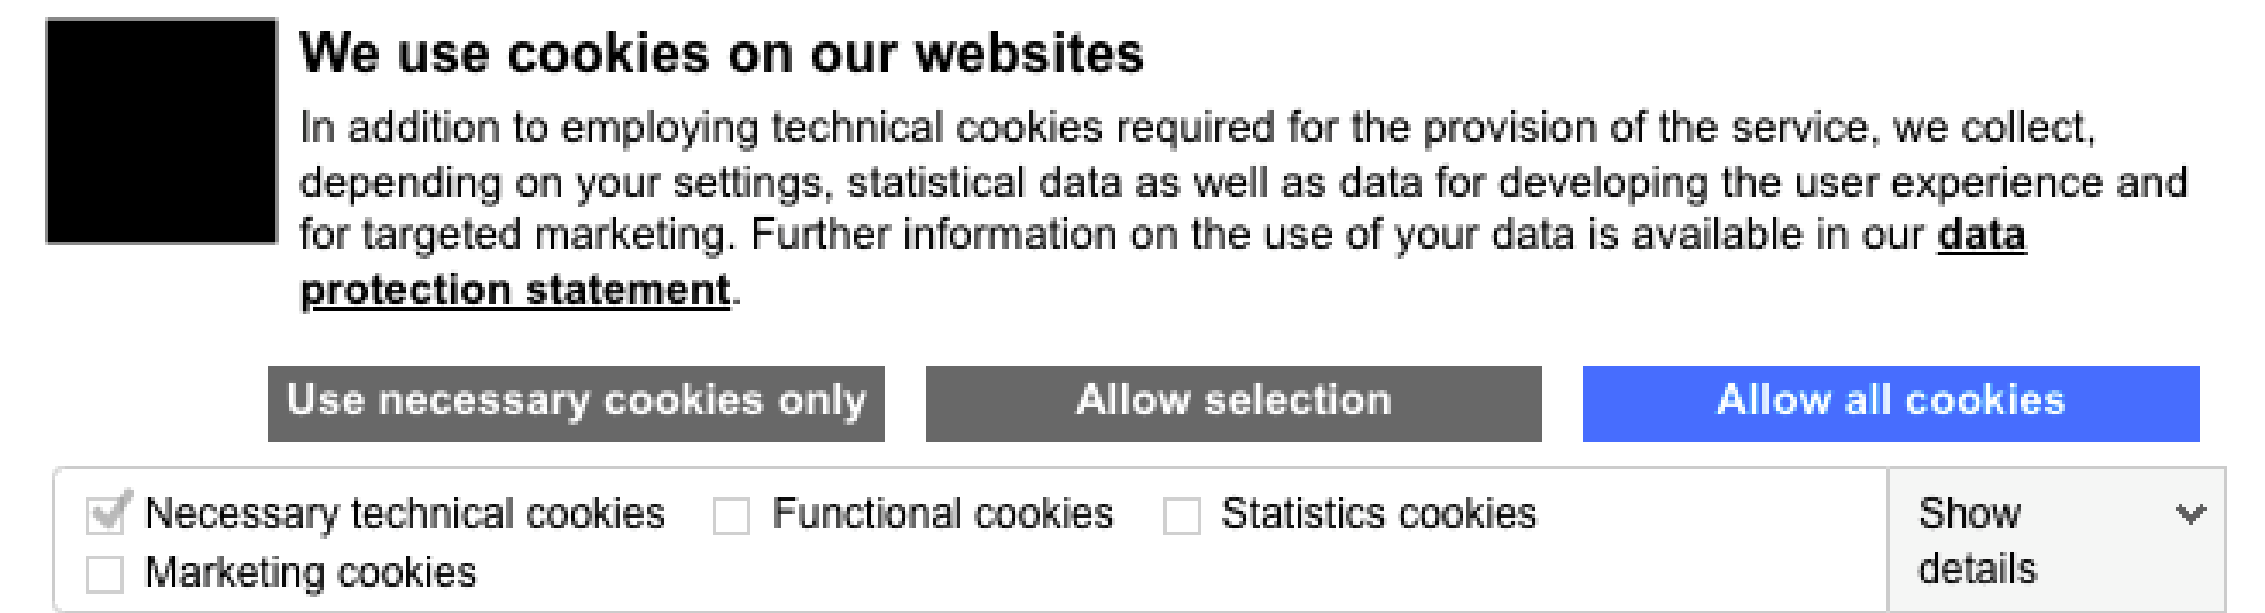 We use cookies on our websites
In addition to employing technical cookies required for the provision of the service, we collect,
depending on your settings, statistical data as well as data for developing the user experience and
for targeted marketing. Further information on the use of your data is available in our data
protection statement.
Use necessary cookies only
Allow selection
Allow all cookies
Necessary technical cookies
Functional cookies
Statistics cookies
Marketing cookies
Show
details